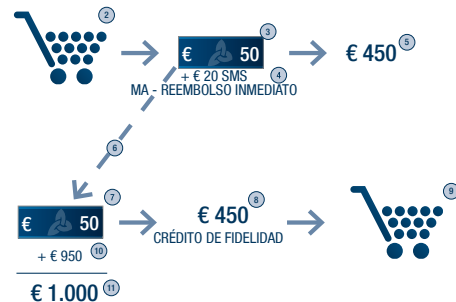 2
€ 50 3
+ € 20 SMS 4
MA - REEMBOLSO INMEDIATO
€ 450 5
6
€ 50 7
+ € 950 10
€ 1.000 11
€ 450 8
CRÉDITO DE FIDELIDAD
9